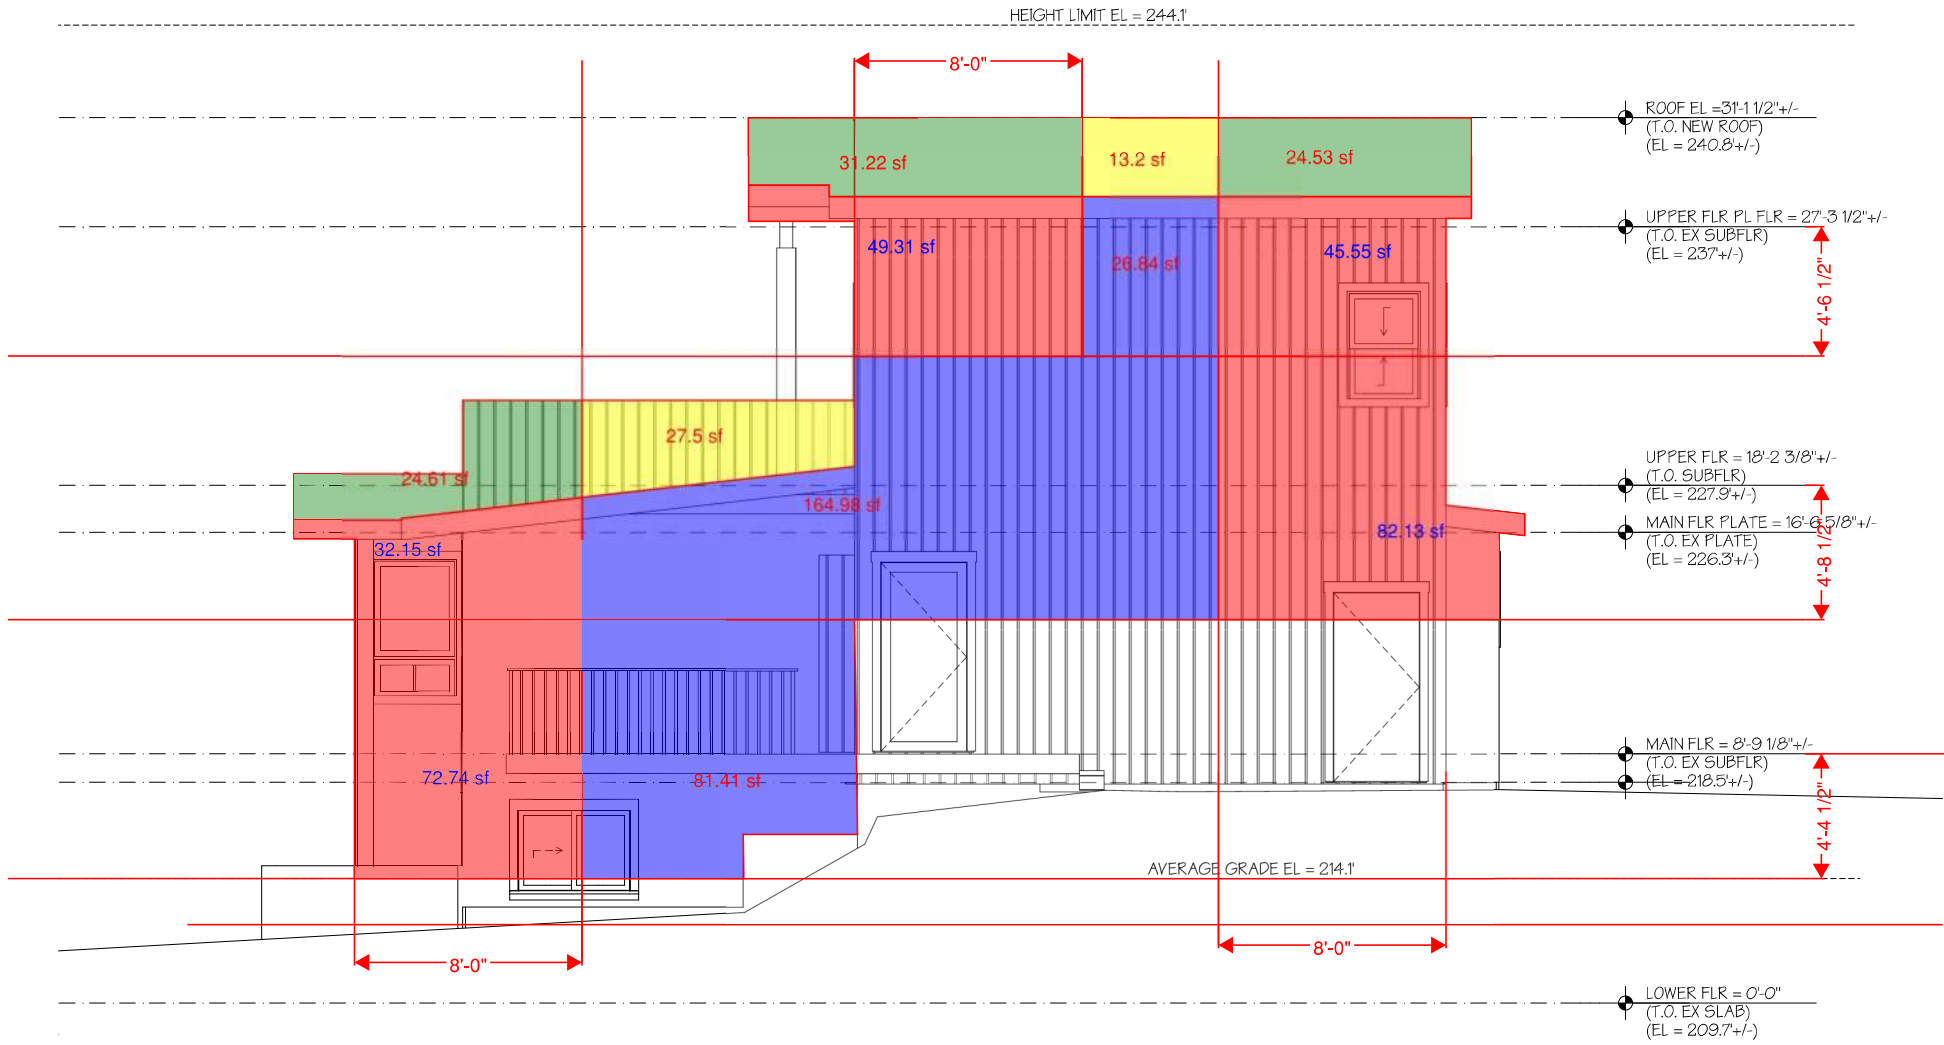 HEIGHT LIMIT EL = 244.1'
8'-0"
ROOF EL =31'-1 1/2"+/-
(T.O. NEW ROOF)
(EL = 240.8'+/-)
31.22 sf
13.2 sf
24.53 sf
UPPER FLR PL FLR = 27'-3 1/2"+/-
(T.O. EX SUBFLR)
(EL = 237'+/-)
49.31 sf
26.84 sf
45.55 sf
4'-6 1/2"
27.5 sf
24.61 sf
164.98 sf
UPPER FLR = 18'-2 3/8"+/-
(T.O. SUBFLR)
(EL = 227.9'+/-)
MAIN FLR PLATE = 16'-6 5/8"+/-
(T.O. EX PLATE)
(EL = 226.3'+/-)
32.15 sf
82.13 sf
4'-8 1/2"
72.74 sf
81.41 sf
MAIN FLR = 8'-9 1/8"+/-
(T.O. EX SUBFLR)
(EL = 218.5'+/-)
4'-4 1/2"
AVERAGE GRADE EL = 214.1'
8'-0"
8'-0"
LOWER FLR = 0'-0"
(T.O. EX SLAB)
(EL = 209.7'+/-)